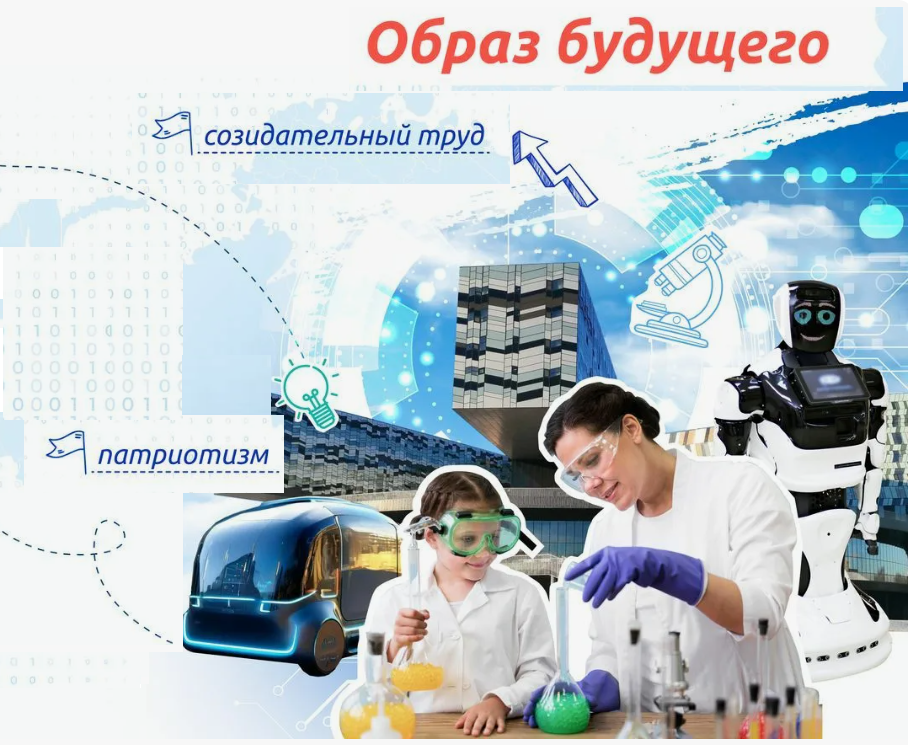 Образ будущего
созидательный труд
патриотизм